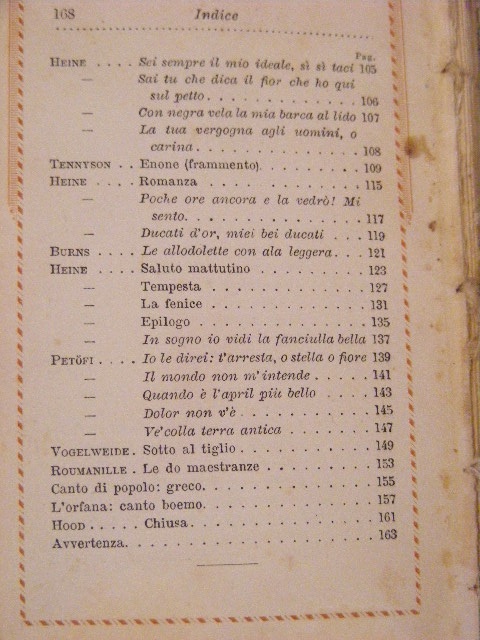 168 Indice
Pag.
HEINE .... Sei sempre il mio ideale, sì sì taci 105
— Sai tu che dica il fior che ho qui
sul petto. . . . . . . . . . . . 106
— Con negra vela la mia barca al lido 107
— La tua vergogna agli uomini, o
carina. . . . . . . . . . . . . 108
TENNYSON . . Enone (frammento). . . . . . . . . 109
HEINE .... Romanza . . . . . . . . . . . 115
— Poche ore ancora e la vedrò! Mi
sento. . . . . . . . . . . . . 117
— Ducati d'or, miei bei ducati . . . 119
BURNS .... Le allodolette con ala leggera. . . 121
HEINE .... Saluto mattutino . . . . . . . . 123
— Tempesta . . . . . . . . . . . 127
— La fenice . . . . . . . . . . . 131
— Epilogo . . . . . . . . . . . 135
— In sogno io vidi la fanciulla bella 137
PETÖFI .... Io le direi: t'arresta, o stella o fiore 139
— Il mondo non m'intende . . . . . 141
— Quando è l'april più bello . . . . 143
— Dolor non v'è . . . . . . . . . 145
— Ve' colla terra antica . . . . . . 147
VOGELWEIDE. Sotto al tiglio . . . . . . . . . . 149
ROUMANILLE . Le do maestranze . . . . . . . . 153
Canto di popolo: greco. . . . . . . . . . . . 155
L'orfana: canto boemo. . . . . . . . . . . . 157
HOOD ..... Chiusa. . . . . . . . . . . . . 161
Avvertenza. . . . . . . . . . . . . . . . . 163